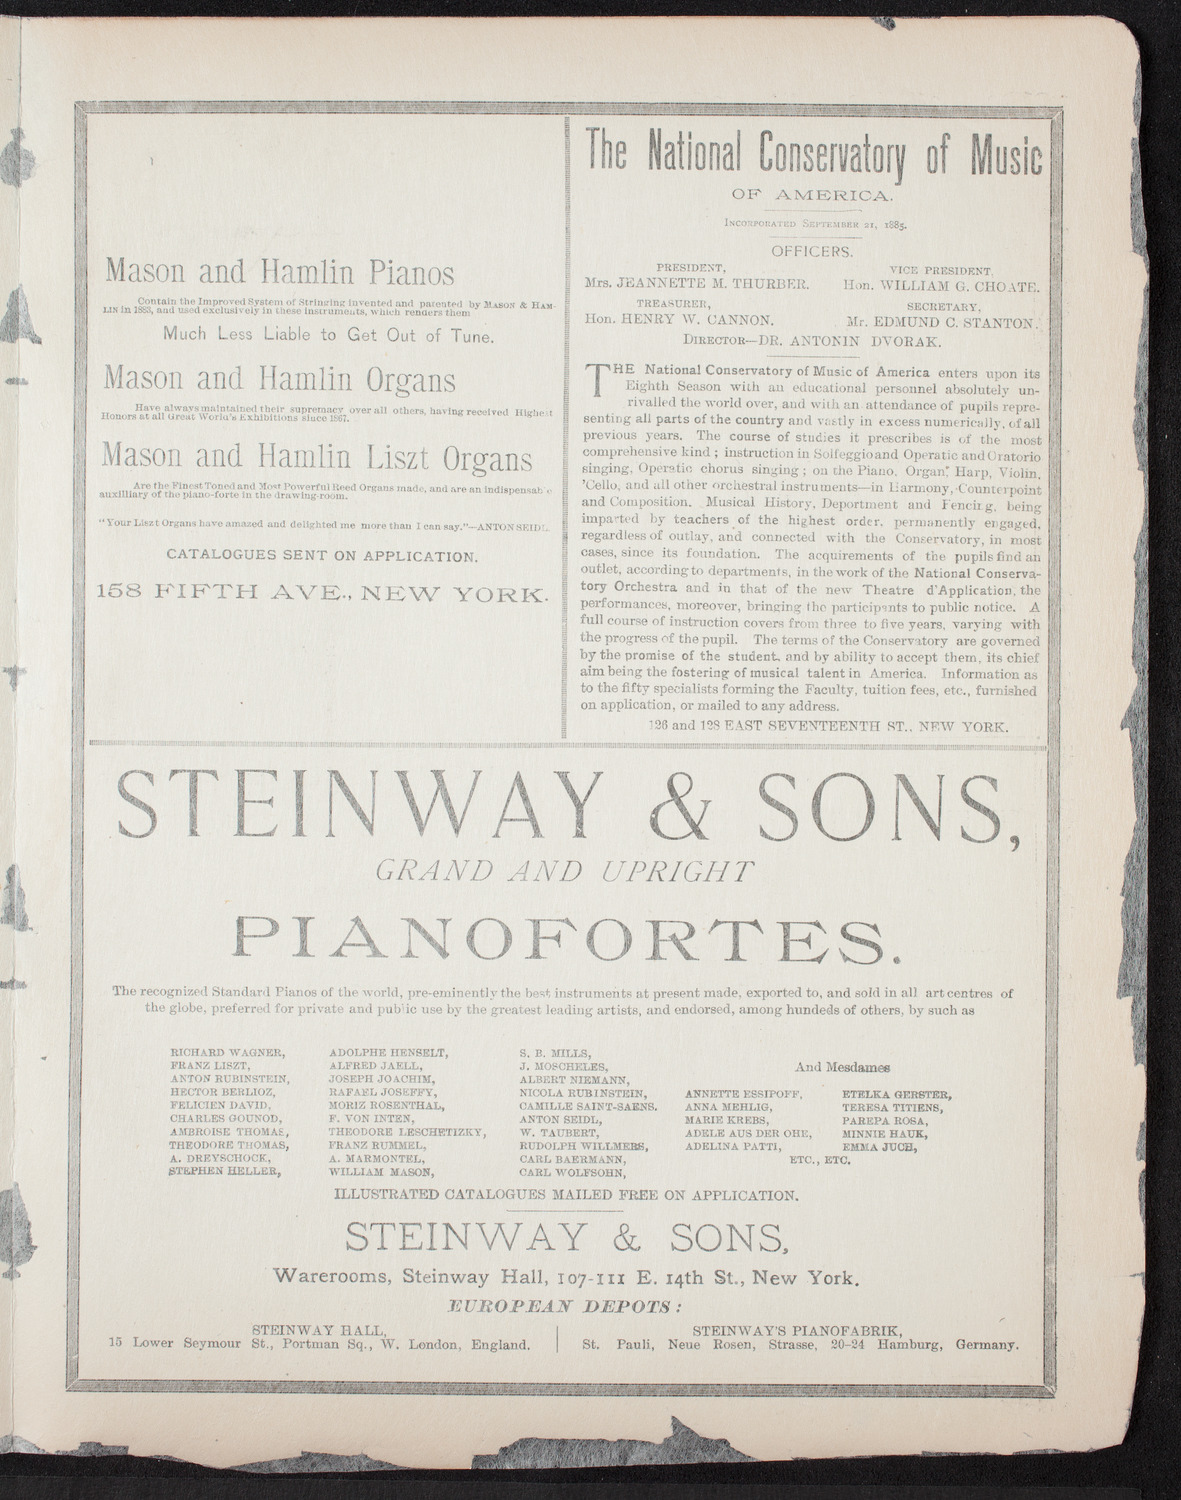 Mason and Hamlin Pianos
Contain the Improved System of Stringing invented and patented by MASON & HAM-
LIN in 1883, and used exclusively in these instruments, which renders them
Much Less Liable to Get Out of Tune.
Mason and Hamlin Organs
Have always maintained their supremacy over all others, having received Highest
Honors at all Great World's Exhibitions since 1867.
Mason and Hamlin Liszt Organs
Are the Finest Toned and Most Powerful Reed Organs made, and are an indispensable
auxilliary of the piano-forte in the drawing-room.
"Your Liszt Organs have amazed and delighted me more than I can say."—ANTON SEIDL.
CATALOGUES SENT ON APPLICATION.
158 FIFTH AVE., NEW YORK.
The National Conservatory of Music
OF AMERICA.
INCORPORATED SEPTEMBER 21, 1885.
OFFICERS.
PRESIDENT, VICE PRESIDENT,
Mrs. JEANNETTE M. THURBER. Hon. WILLIAM G. CHOATE.
TREASURER, SECRETARY,
Hon. HENRY W. CANNON. Mr. EDMUND C. STANTON.
DIRECTOR—DR. ANTONIN DVORAK.
THE National Conservatory of Music of America enters upon its
Eighth Season with an educational personnel absolutely un-
rivalled the world over, and with an attendance of pupils repre-
senting all parts of the country and vastly in excess numerically, of all
previous years. The course of studies it prescribes is of the most
comprehensive kind; instruction in Solfeggio and Operatic and Oratorio
singing, Operatic chorus singing; on the Piano, Organ, Harp, Violin,
'Cello, and all other orchestral instruments—in Harmony, Counterpoint
and Composition. Musical History, Deportment and Fencing, being
imparted by teachers of the highest order, permanently engaged,
regardless of outlay, and connected with the Conservatory, in most
cases, since its foundation. The acquirements of the pupils find an
outlet, according to departments, in the work of the National Conserva-
tory Orchestra and in that of the new Theatre d'Application, the
performances, moreover, bringing the participants to public notice. A
full course of instruction covers from three to five years, varying with
the progress of the pupil. The terms of the Conservatory are governed
by the promise of the student, and by ability to accept them, its chief
aim being the fostering of musical talent in America. Information as
to the fifty specialists forming the Faculty, tuition fees, etc., furnished
on application, or mailed to any address.
126 and 128 EAST SEVENTEENTH ST., NEW YORK.
STEINWAY & SONS,
GRAND AND UPRIGHT
PIANOFORTES.
The recognized Standard Pianos of the world, pre-eminently the best instruments at present made, exported to, and sold in all art centres of
the globe, preferred for private and public use by the greatest leading artists, and endorsed, among hundeds of others, by such as
RICHARD WAGNER,
FRANZ LISZT,
ANTON RUBINSTEIN,
HECTOR BERLIOZ,
FELICIEN DAVID,
CHARLES GOUNOD,
AMBROISE THOMAS,
THEODORE THOMAS,
A. DREYSCHOCK,
STEPHEN HELLER,
ADOLPHE HENSELT,
ALFRED JAELL,
JOSEPH JOACHIM,
RAFAEL JOSEFFY,
MORIZ ROSENTHAL,
F. VON INTEN,
THEODORE LESCHETIZKY,
FRANZ RUMMEL,
A. MARMONTEL,
WILLIAM MASON,
S. B. MILLS,
J. MOSCHELES,
ALBERT NIEMANN,
NICOLA RUBINSTEIN,
CAMILLE SAINT-SAENS.
ANTON SEIDL,
W. TAUBERT,
RUDOLPH WILLMERS,
CARL BAERMANN,
CARL WOLFSOHN,
And Mesdames
ANNETTE ESSIPOFF,
ANNA MEHLIG,
MARIE KREBS,
ADELE AUS DER OHE,
ADELINA PATTI,
ETELKA GERSTER,
TERESA TITIENS,
PAREPA ROSA,
MINNIE HAUK,
EMMA JUCH,
ETC., ETC.
ILLUSTRATED CATALOGUES MAILED FREE ON APPLICATION.
STEINWAY & SONS,
Warerooms, Steinway Hall, 107-111 E. 14th St., New York.
EUROPEAN DEPOTS:
STEINWAY HALL,
15 Lower Seymour St., Portman Sq., W. London, England.
STEINWAY'S PIANOFABRIK,
St. Pauli, Neue Rosen, Strasse, 20-24 Hamburg, Germany.